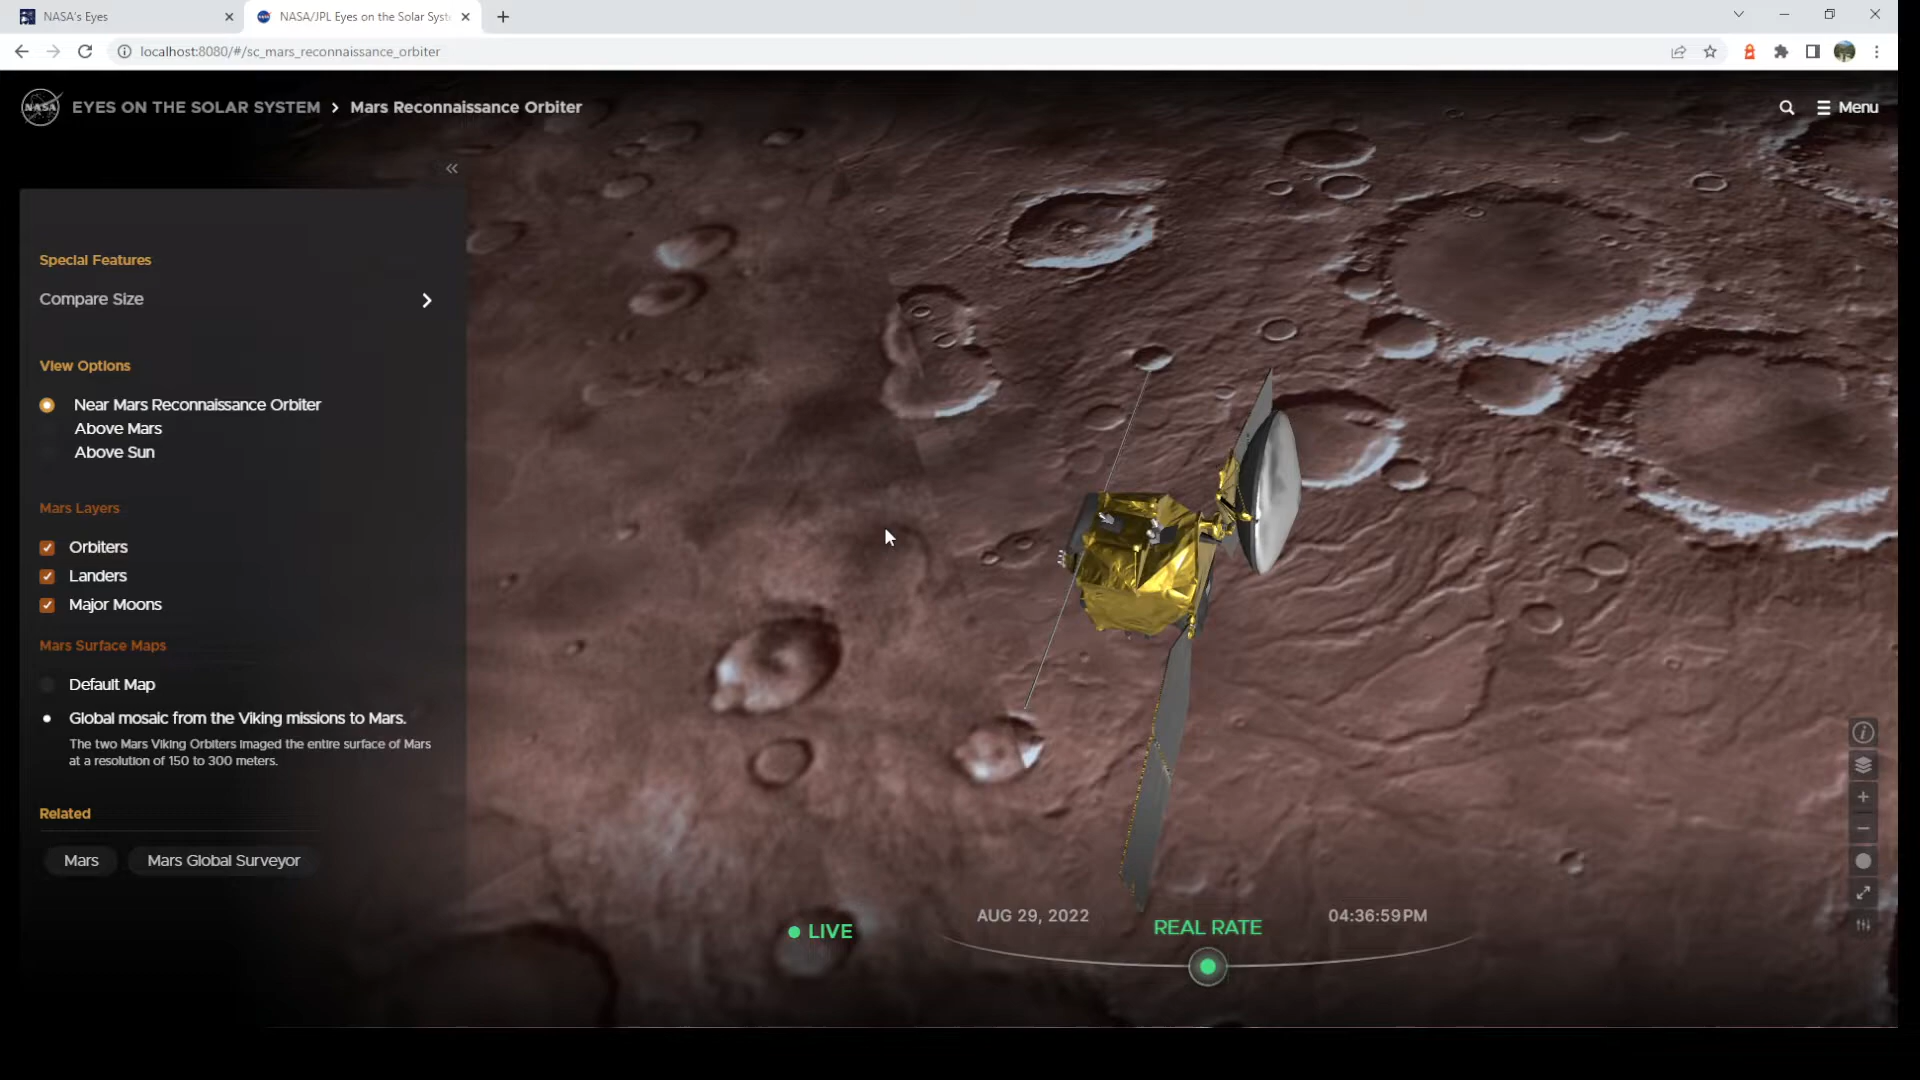 NASA's Eyes
NASA/JPL Eyes on the Solar Syst
localhost:8080/#/sc_mars_reconnaissance_orbiter
NASA
EYES ON THE SOLAR SYSTEM
Mars Reconnaissance Orbiter
Menu
Special Features
Compare Size
View Options
Near Mars Reconnaissance Orbiter
Above Mars
Above Sun
Mars Layers
Orbiters
Landers
Major Moons
Mars Surface Maps
Default Map
Global mosaic from the Viking missions to Mars.
The two Mars Viking Orbiters imaged the entire surface of Mars
at a resolution of 150 to 300 meters.
Related
Mars
Mars Global Surveyor
LIVE
AUG 29, 2022
REAL RATE
04:36:59PM